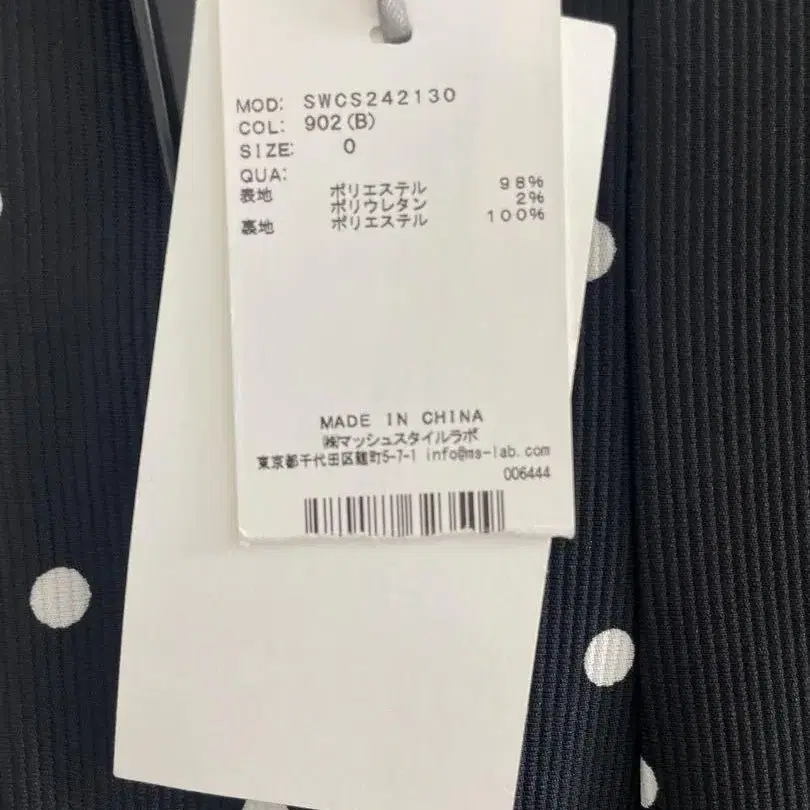 MOD: SWCS242130
COL: 902(B)
SIZE: 0
QUA:
表地 ポリエステル 98%
ポリウレタン 2%
裏地 ポリエステル 100%
MADE IN CHINA
㈱マッシュスタイルラボ
東京都千代田区麹町5-7-1 info@ms-lab.com
006444